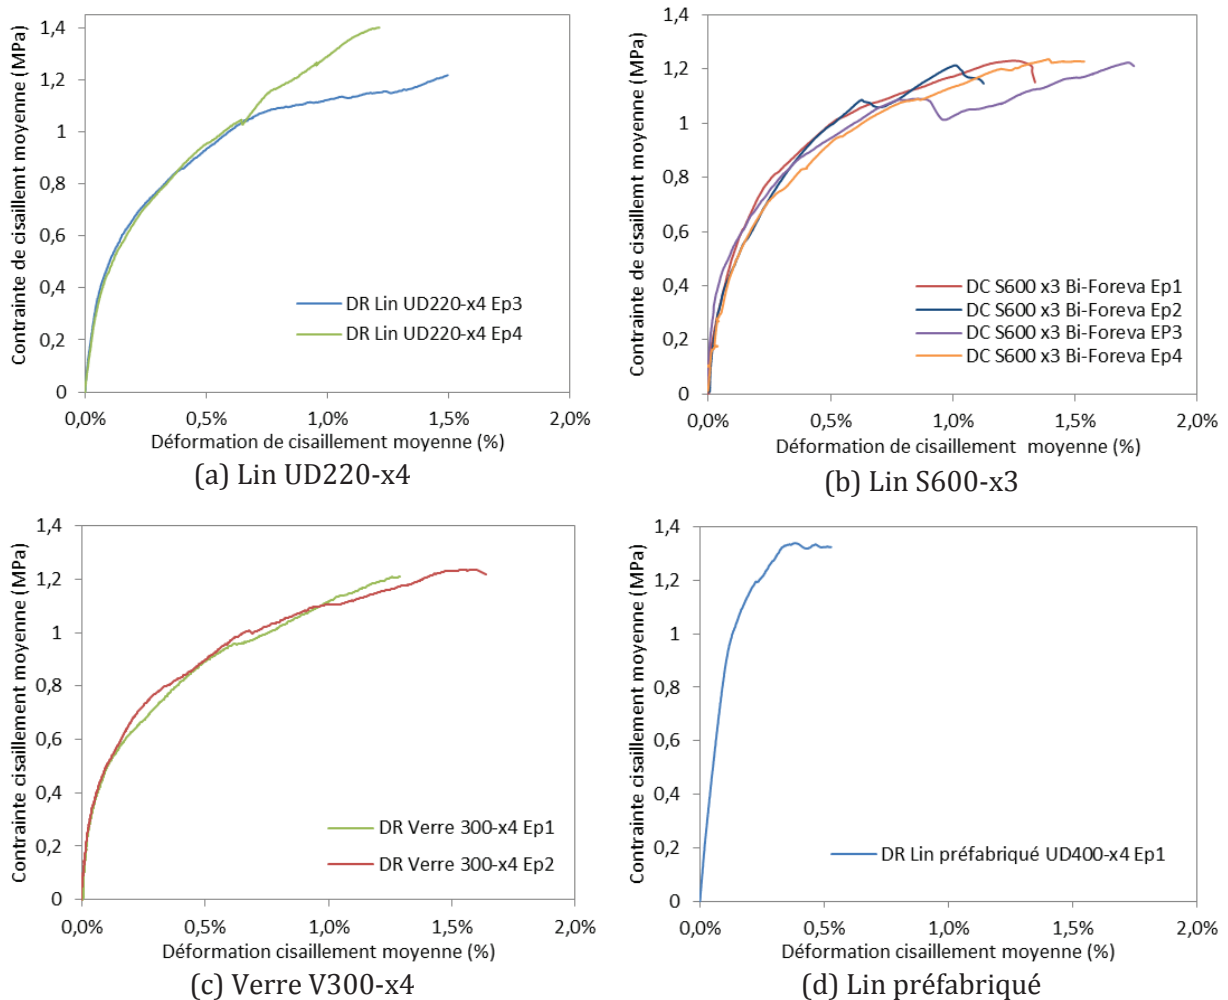 Contrainte de cisaillemt moyenne (MPa)
1,4
1,2
1
0,8
0,6
0,4
0,2
0
DR Lin UD220-x4 Ep3
DR Lin UD220-x4 Ep4
0,0%
0,5%
1,0%
1,5%
2,0%
Déformation de cisaillement moyenne (%)
(a) Lin UD220-x4
Contrainte de cisaillemt moyenne (MPa)
1,4
1,2
1
0,8
0,6
0,4
0,2
0
DC S600 x3 Bi-Foreva Ep1
DC S600 x3 Bi-Foreva Ep2
DC S600 x3 Bi-Foreva EP3
DC S600 x3 Bi-Foreva Ep4
0,0%
0,5%
1,0%
1,5%
2,0%
Déformation de cisaillement moyenne (%)
(b) Lin S600-x3
Contrainte cisaillement moyenne (MPa)
1,4
1,2
1
0,8
0,6
0,4
0,2
0
DR Verre 300-x4 Ep1
DR Verre 300-x4 Ep2
0,0%
0,5%
1,0%
1,5%
2,0%
Déformation cisaillement moyenne (%)
(c) Verre V300-x4
Contrainte cisaillement moyenne (MPa)
1,4
1,2
1
0,8
0,6
0,4
0,2
0
DR Lin préfabriqué UD400-x4 Ep1
0,0%
0,5%
1,0%
1,5%
2,0%
Déformation cisaillement moyenne (%)
(d) Lin préfabriqué